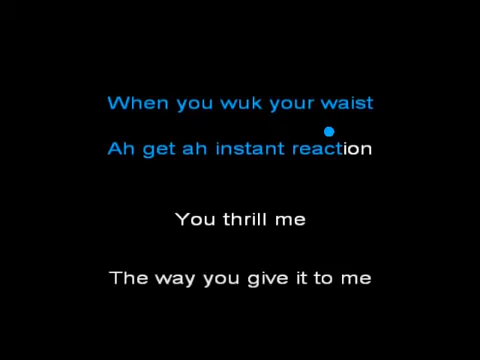 When you wuk your waist
Ah get ah instant reaction
You thrill me
The way you give it to me